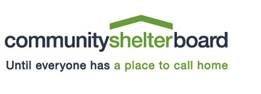 communityshelterboard
Until everyone has a place to call home